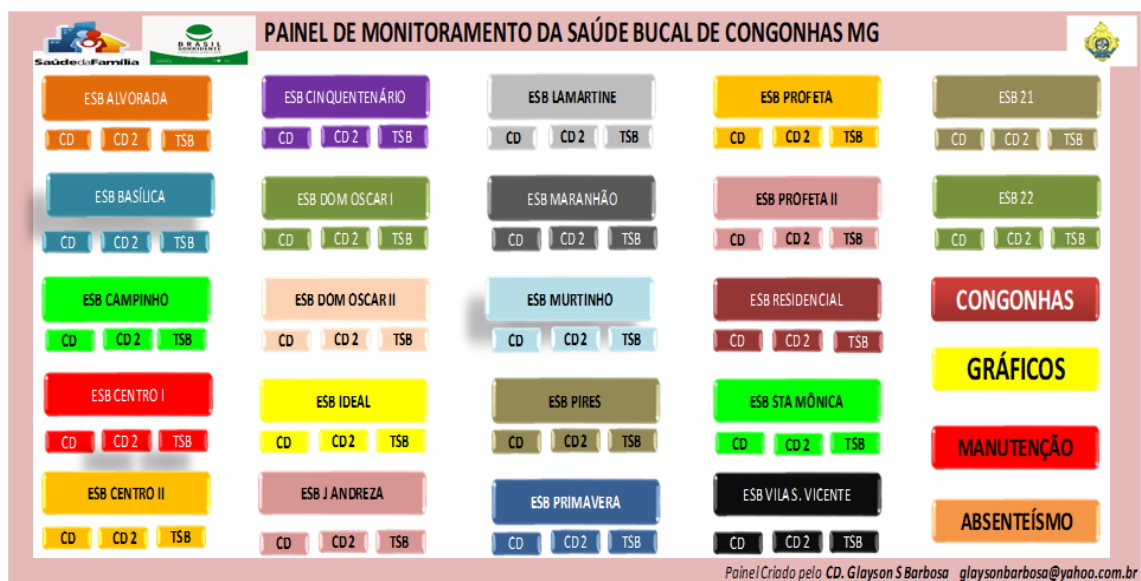 PAINEL DE MONITORAMENTO DA SAÚDE BUCAL DE CONGONHAS MG
SaúdedaFamília
BRASIL
SORRIDENTE
ESB ALVORADA
CD CD 2 TSB
ESB BASÍLICA
CD CD 2 TSB
ESB CAMPINHO
CD CD 2 TSB
ESB CENTRO I
CD CD 2 TSB
ESB CENTRO II
CD CD 2 TSB
ESB CINQUENTENÁRIO
CD CD 2 TSB
ESB DOM OSCAR I
CD CD 2 TSB
ESB DOM OSCAR II
CD CD 2 TSB
ESB IDEAL
CD CD 2 TSB
ESB J ANDREZA
CD CD 2 TSB
ESB LAMARTINE
CD CD 2 TSB
ESB MARANHÃO
CD CD 2 TSB
ESB MURTINHO
CD CD 2 TSB
ESB PIRES
CD CD 2 TSB
ESB PRIMAVERA
CD CD 2 TSB
ESB PROFETA
CD CD 2 TSB
ESB PROFETA II
CD CD 2 TSB
ESB RESIDENCIAL
CD CD 2 TSB
ESB STA MÔNICA
CD CD 2 TSB
ESB VILA S. VICENTE
CD CD 2 TSB
ESB 21
CD CD 2 TSB
ESB 22
CD CD 2 TSB
CONGONHAS
GRÁFICOS
MANUTENÇÃO
ABSENTEÍSMO
Painel Criado pelo CD. Glayson S Barbosa glaysonbarbosa@yahoo.com.br